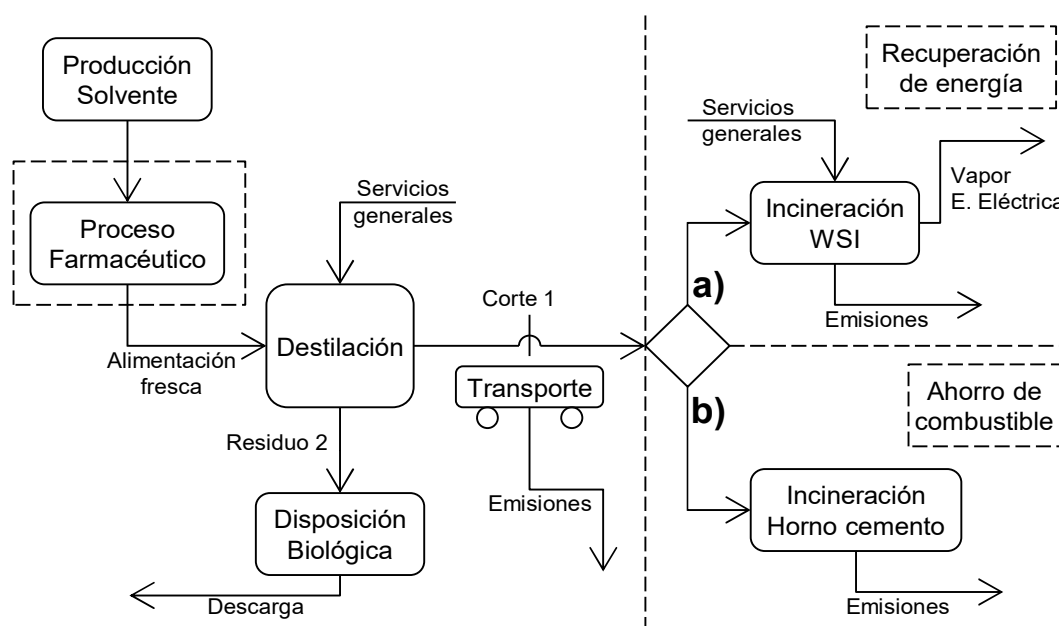 Producción
Solvente
Proceso
Farmacéutico
Alimentación
fresca
Servicios
generales
Destilación
Residuo 2
Disposición
Biológica
Descarga
Corte 1
Transporte
Emisiones
a)
b)
Servicios
generales
Recuperación
de energía
Incineración
WSI
Vapor
E. Eléctrica
Emisiones
Ahorro de
combustible
Incineración
Horno cemento
Emisiones